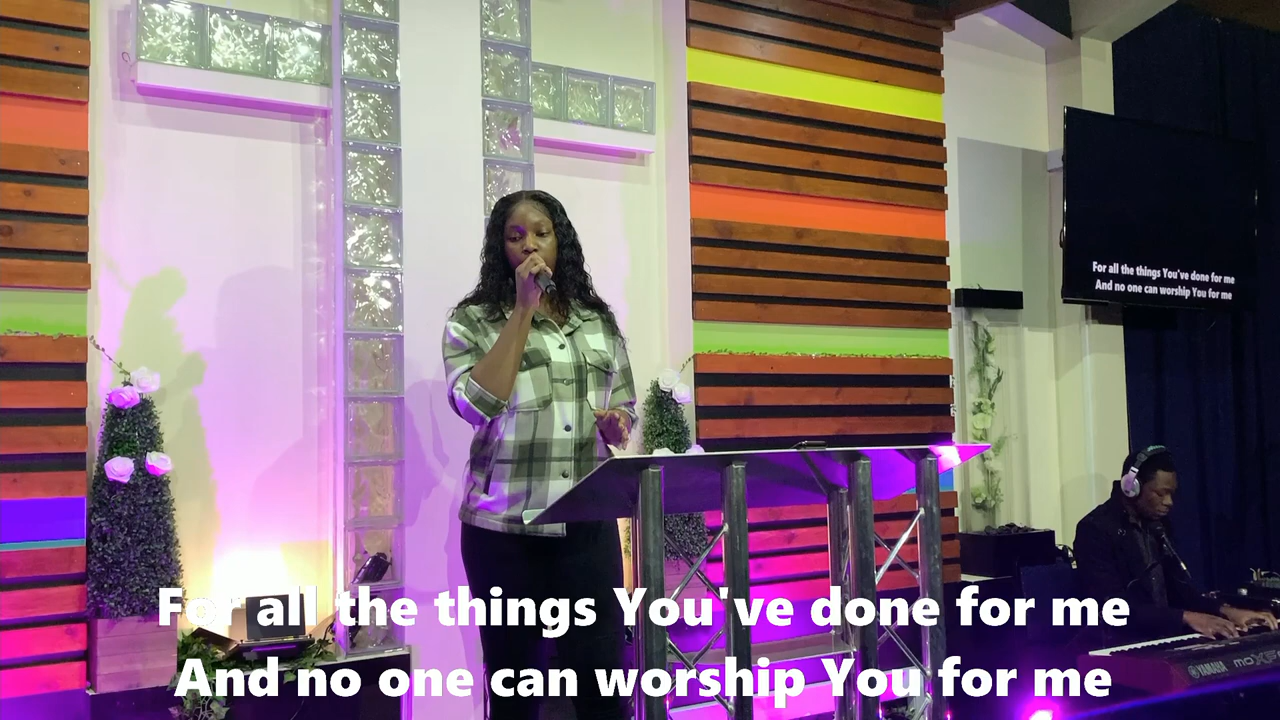 For all the things You've done for me
And no one can worship You for me
For all the things You've done for me
And no one can worship You for me
YAMAHA